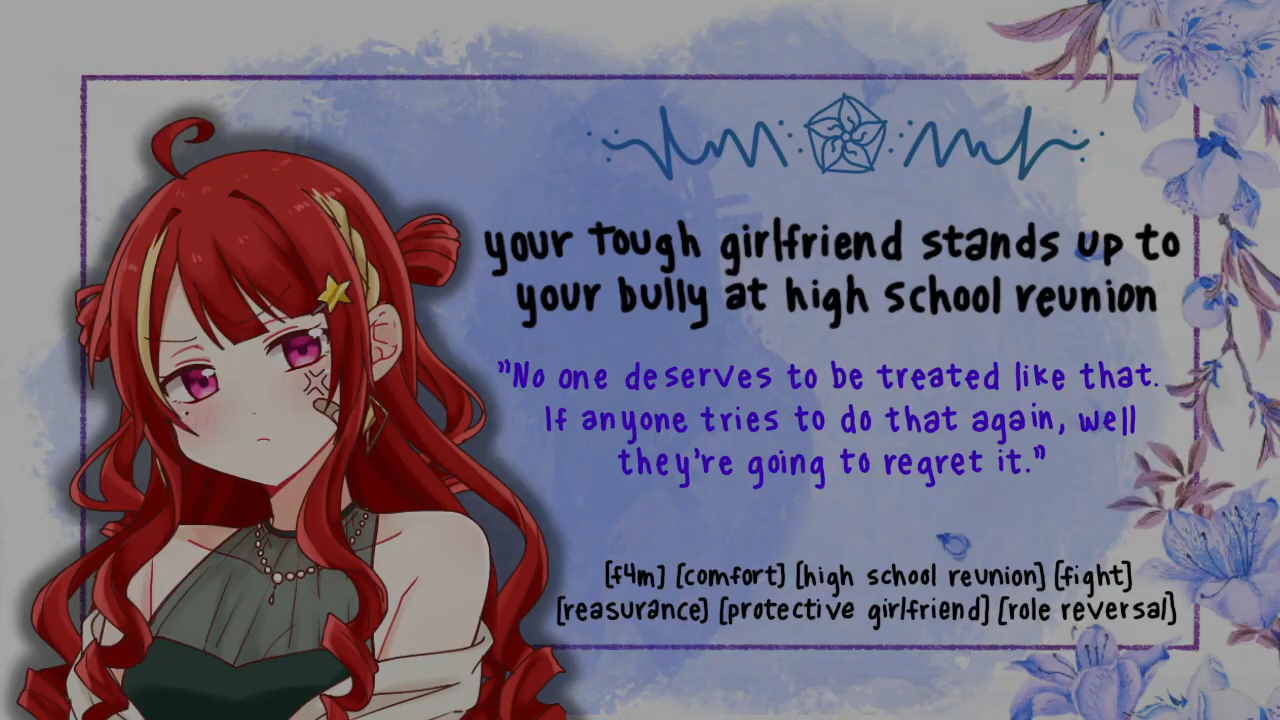 your tough girlfriend stands up to
your bully at high school reunion
"No one deserves to be treated like that.
If anyone tries to do that again, well
they're going to regret it."
[f4m] [comfort] [high school reunion] [fight]
[reasurance] [protective girlfriend] [role reversal]